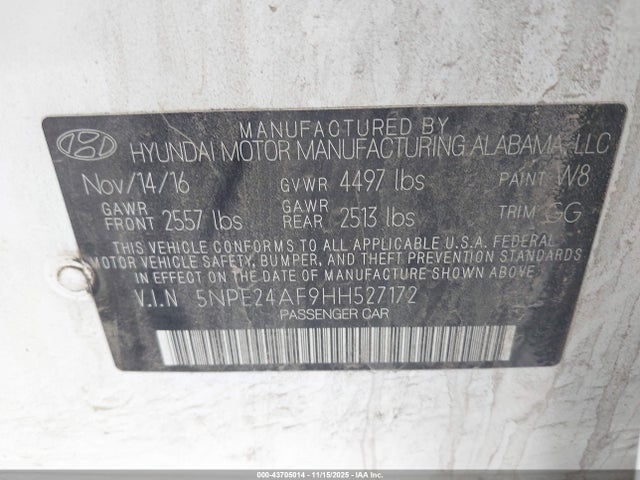 MANUFACTURED BY
HYUNDAI MOTOR MANUFACTURING ALABAMA, LLC
Nov/14/16 GVWR 4497 lbs PAINT W8
GAWR FRONT 2557 lbs GAWR REAR 2513 lbs TRIM GG
THIS VEHICLE CONFORMS TO ALL APPLICABLE U.S.A. FEDERAL
MOTOR VEHICLE SAFETY, BUMPER, AND THEFT PREVENTION STANDARDS
IN EFFECT ON THE DATE OF MANUFACTURE SHOWN ABOVE
V.I.N 5NPE24AF9HH527172
PASSENGER CAR
000-43705014 - 11/15/2025 - IAA Inc.